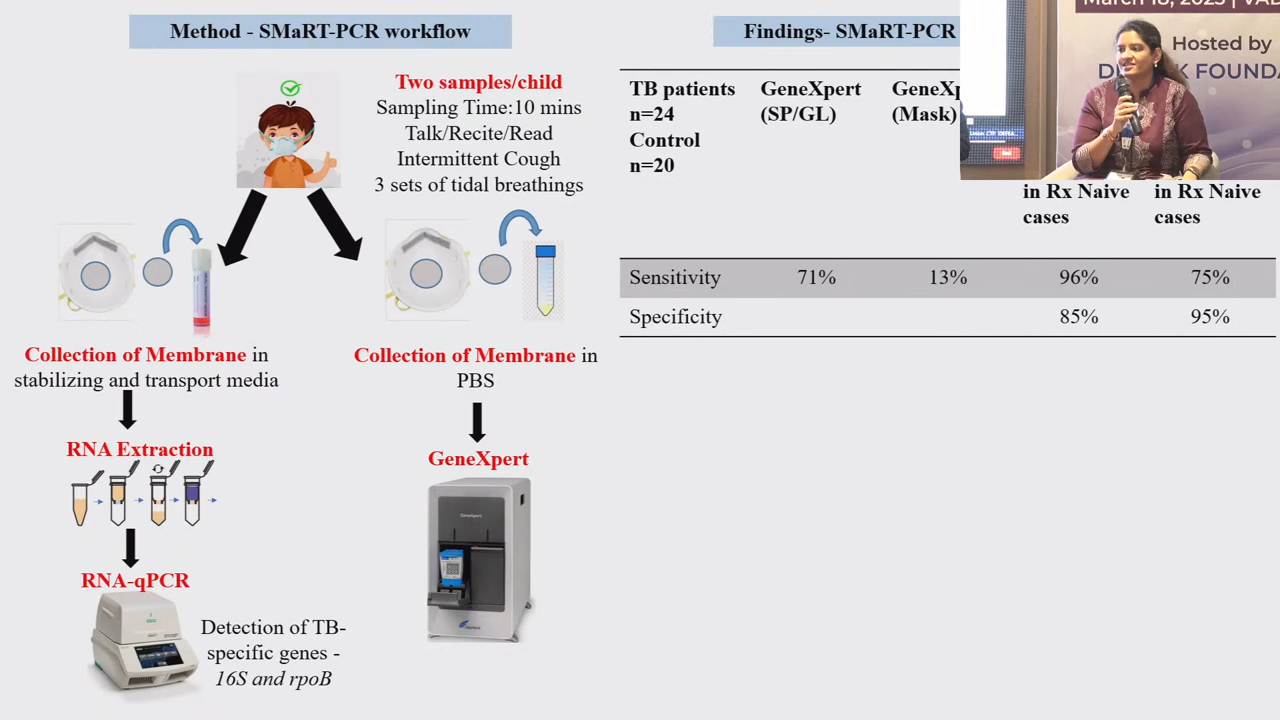 Method - SMaRT-PCR workflow
Two samples/child
Sampling Time:10 mins
Talk/Recite/Read
Intermittent Cough
3 sets of tidal breathings
Collection of Membrane in
stabilizing and transport media
RNA Extraction
RNA-qPCR
Detection of TB-
specific genes -
16S and rpoB
Collection of Membrane in
PBS
GeneXpert
GeneXpert
Findings- SMaRT-PCR
TB patients
n=24
Control
n=20
GeneXpert
(SP/GL)
(Mask)
in Rx Naive
cases
in Rx Naive
cases
Sensitivity 71% 13% 96% 75%
Specificity 85% 95%
March 18, 2025 |
Hosted by